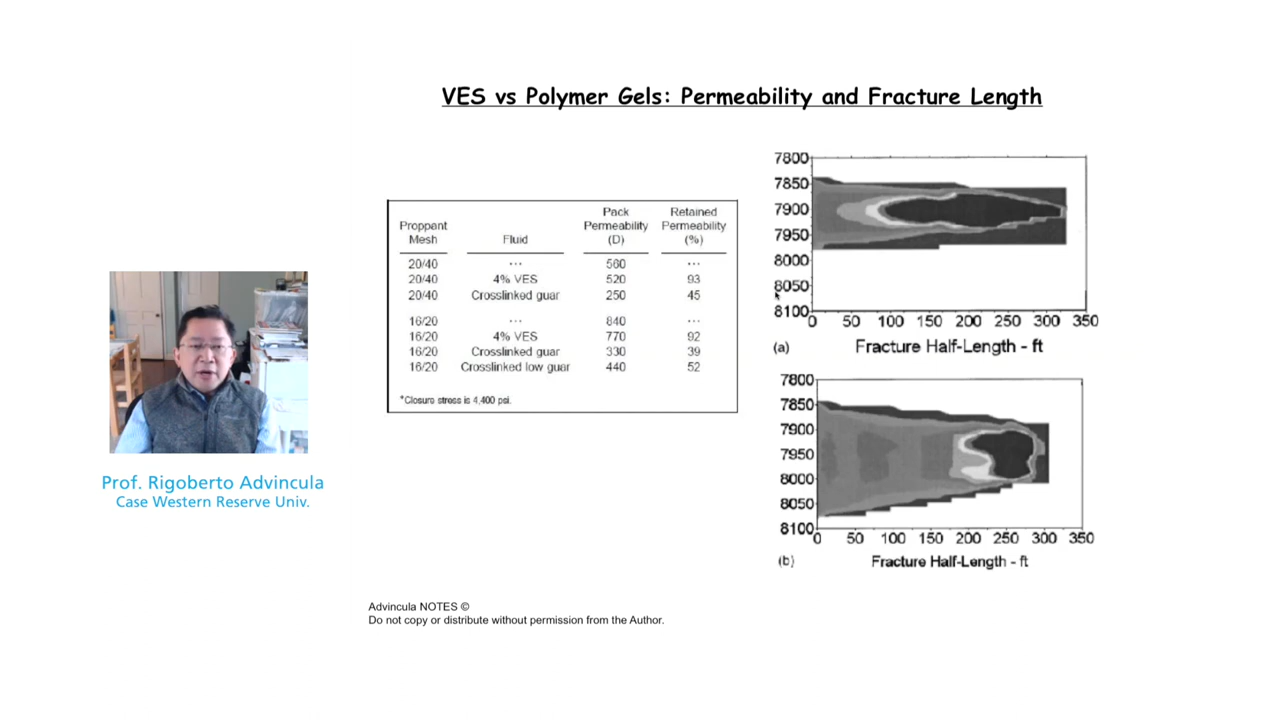 VES vs Polymer Gels: Permeability and Fracture Length
Proppant Mesh Fluid Pack Permeability (D) Retained Permeability (%)
20/40 ... 560 ...
20/40 4% VES 520 93
20/40 Crosslinked guar 250 45
16/20 ... 840 ...
16/20 4% VES 770 92
16/20 Crosslinked guar 330 39
16/20 Crosslinked low guar 440 52
*Closure stress is 4,400 psi.
7800
7850
7900
7950
8000
8050
8100
0 50 100 150 200 250 300 350
(a) Fracture Half-Length - ft
7800
7850
7900
7950
8000
8050
8100
0 50 100 150 200 250 300 350
(b) Fracture Half-Length - ft
Prof. Rigoberto Advincula
Case Western Reserve Univ.
Advincula NOTES ©
Do not copy or distribute without permission from the Author.